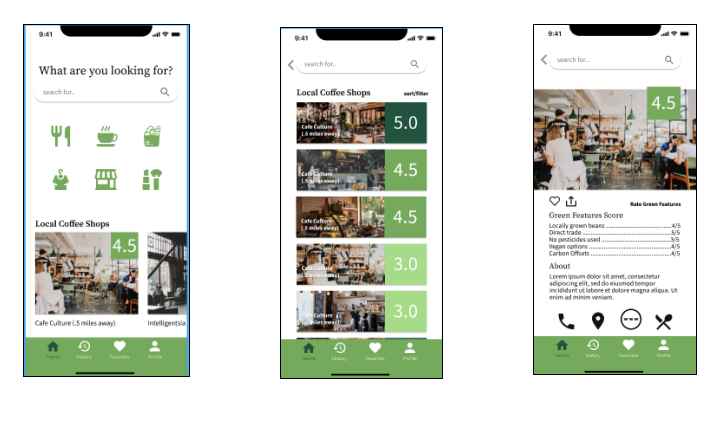 9:41
What are you looking for?
search for..
Local Coffee Shops
4.5
Cafe Culture (.5 miles away)
Intelligentsia
Home
History
Favorites
Profile
9:41
search for..
Local Coffee Shops
sort/filter
Cafe Culture
(.5 miles away)
5.0
Cafe Culture
(.5 miles away)
4.5
Cafe Culture
(.5 miles away)
4.5
Cafe Culture
(.5 miles away)
3.0
Cafe Culture
(.5 miles away)
3.0
Home
History
Favorites
Profile
9:41
search for..
4.5
Rate Green Features
Green Features Score
Locally grown beans ........................................4/5
Direct trade .....................................................5/5
No pesticides used ..........................................3/5
Vegan options ..................................................4/5
Carbon Offsets .................................................4/5
About
Lorem ipsum dolor sit amet, consectetur
adipiscing elit, sed do eiusmod tempor
incididunt ut labore et dolore magna aliqua. Ut
enim ad minim veniam.
Home
History
Favorites
Profile